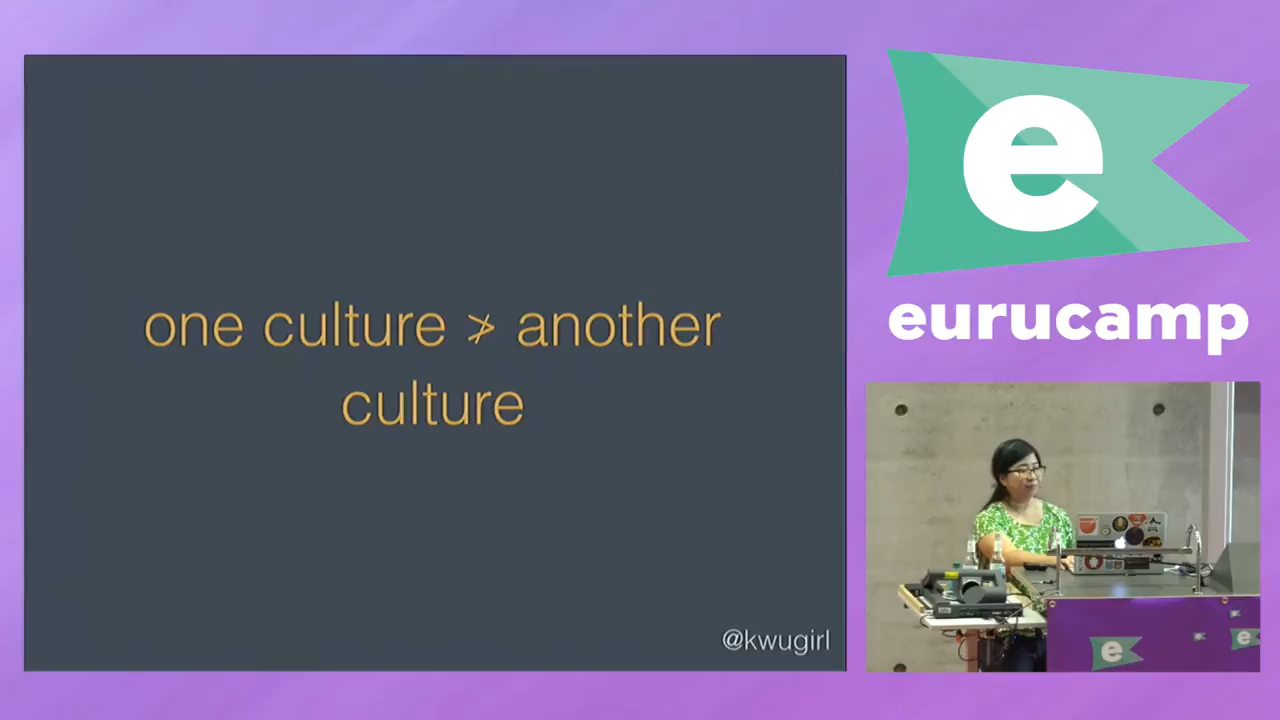 one culture ≯ another
culture
@kwugirl
e
eurucamp
e
e